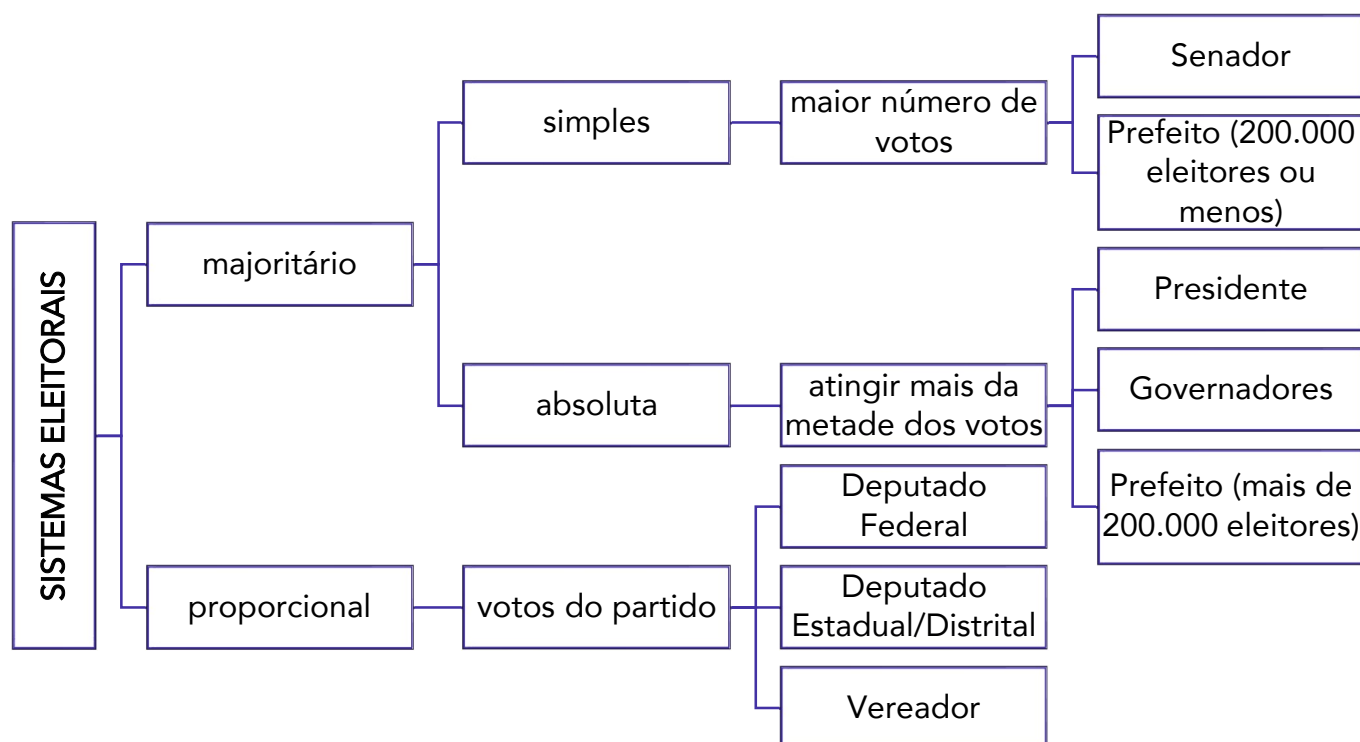 SISTEMAS ELEITORAIS
majoritário
simples
maior número de
votos
Senador
Prefeito (200.000
eleitores ou
menos)
absoluta
atingir mais da
metade dos votos
Presidente
Governadores
Prefeito (mais de
200.000 eleitores)
proporcional
votos do partido
Deputado
Federal
Deputado
Estadual/Distrital
Vereador